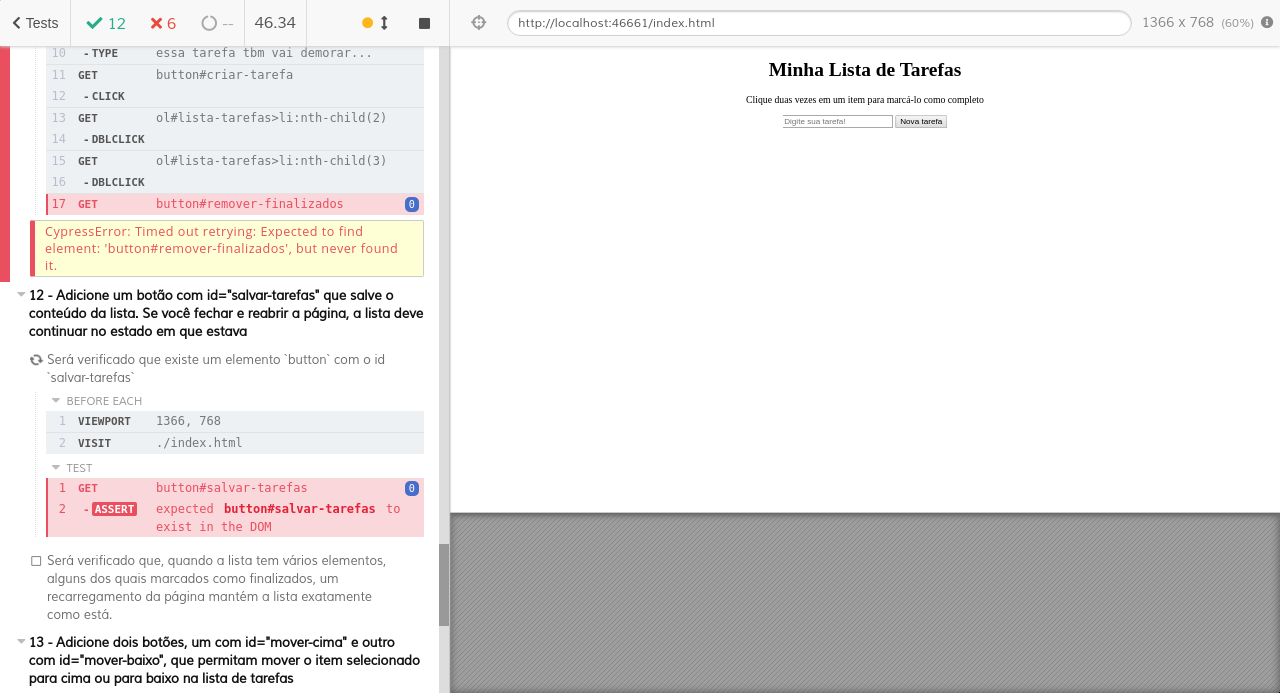 Tests 12 6 -- 46.34 http://localhost:46661/index.html 1366 x 768 (60%)
10 - TYPE essa tarefa tbm vai demorar...
11 GET button#criar-tarefa
12 - CLICK
13 GET ol#lista-tarefas>li:nth-child(2)
14 - DBLCLICK
15 GET ol#lista-tarefas>li:nth-child(3)
16 - DBLCLICK
17 GET button#remover-finalizados 0
CypressError: Timed out retrying: Expected to find
element: 'button#remover-finalizados', but never found
it.
12 - Adicione um botão com id="salvar-tarefas" que salve o
conteúdo da lista. Se você fechar e reabrir a página, a lista deve
continuar no estado em que estava
Será verificado que existe um elemento `button` com o id
`salvar-tarefas`
BEFORE EACH
1 VIEWPORT 1366, 768
2 VISIT ./index.html
TEST
1 GET button#salvar-tarefas 0
2 - ASSERT expected button#salvar-tarefas to
exist in the DOM
Será verificado que, quando a lista tem vários elementos,
alguns dos quais marcados como finalizados, um
recarregamento da página mantém a lista exatamente
como está.
13 - Adicione dois botões, um com id="mover-cima" e outro
com id="mover-baixo", que permitam mover o item selecionado
para cima ou para baixo na lista de tarefas
Minha Lista de Tarefas
Clique duas vezes em um item para marcá-lo como completo
Digite sua tarefa! Nova tarefa